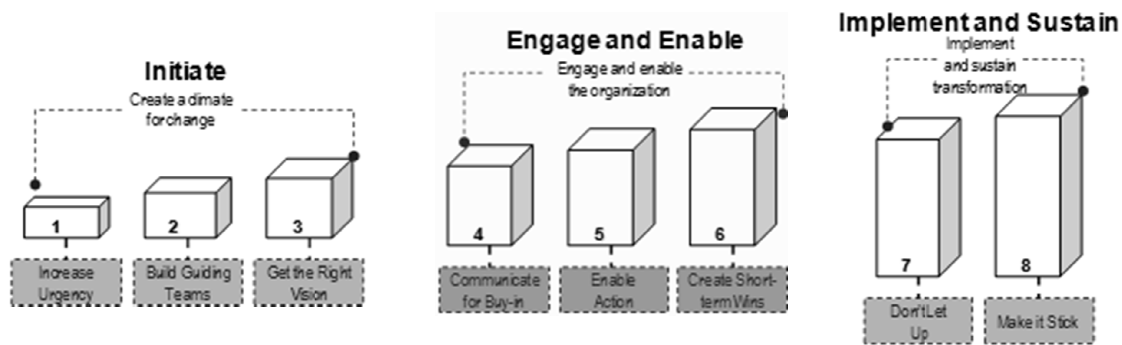 Initiate
Create a dimate
for change
1
2
3
Increase
Urgency
Build Guiding
Teams
Get the Right
Vision
Engage and Enable
Engage and enable
the organization
4
5
6
Communicate
for Buy-in
Enable
Action
Create Short-
term Wins
Implement and Sustain
Implement
and sustain
transformation
7
8
Don't Let
Up
Make it Stick